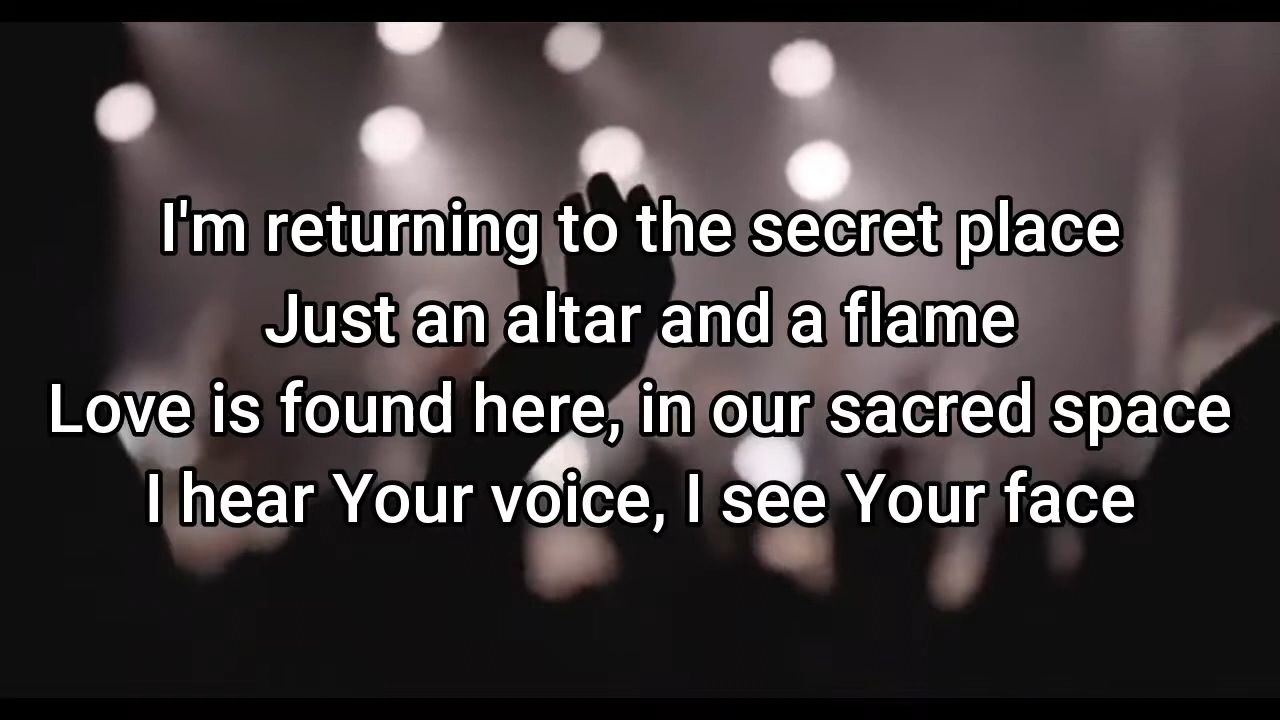 I'm returning to the secret place
Just an altar and a flame
Love is found here, in our sacred space
I hear Your voice, I see Your face